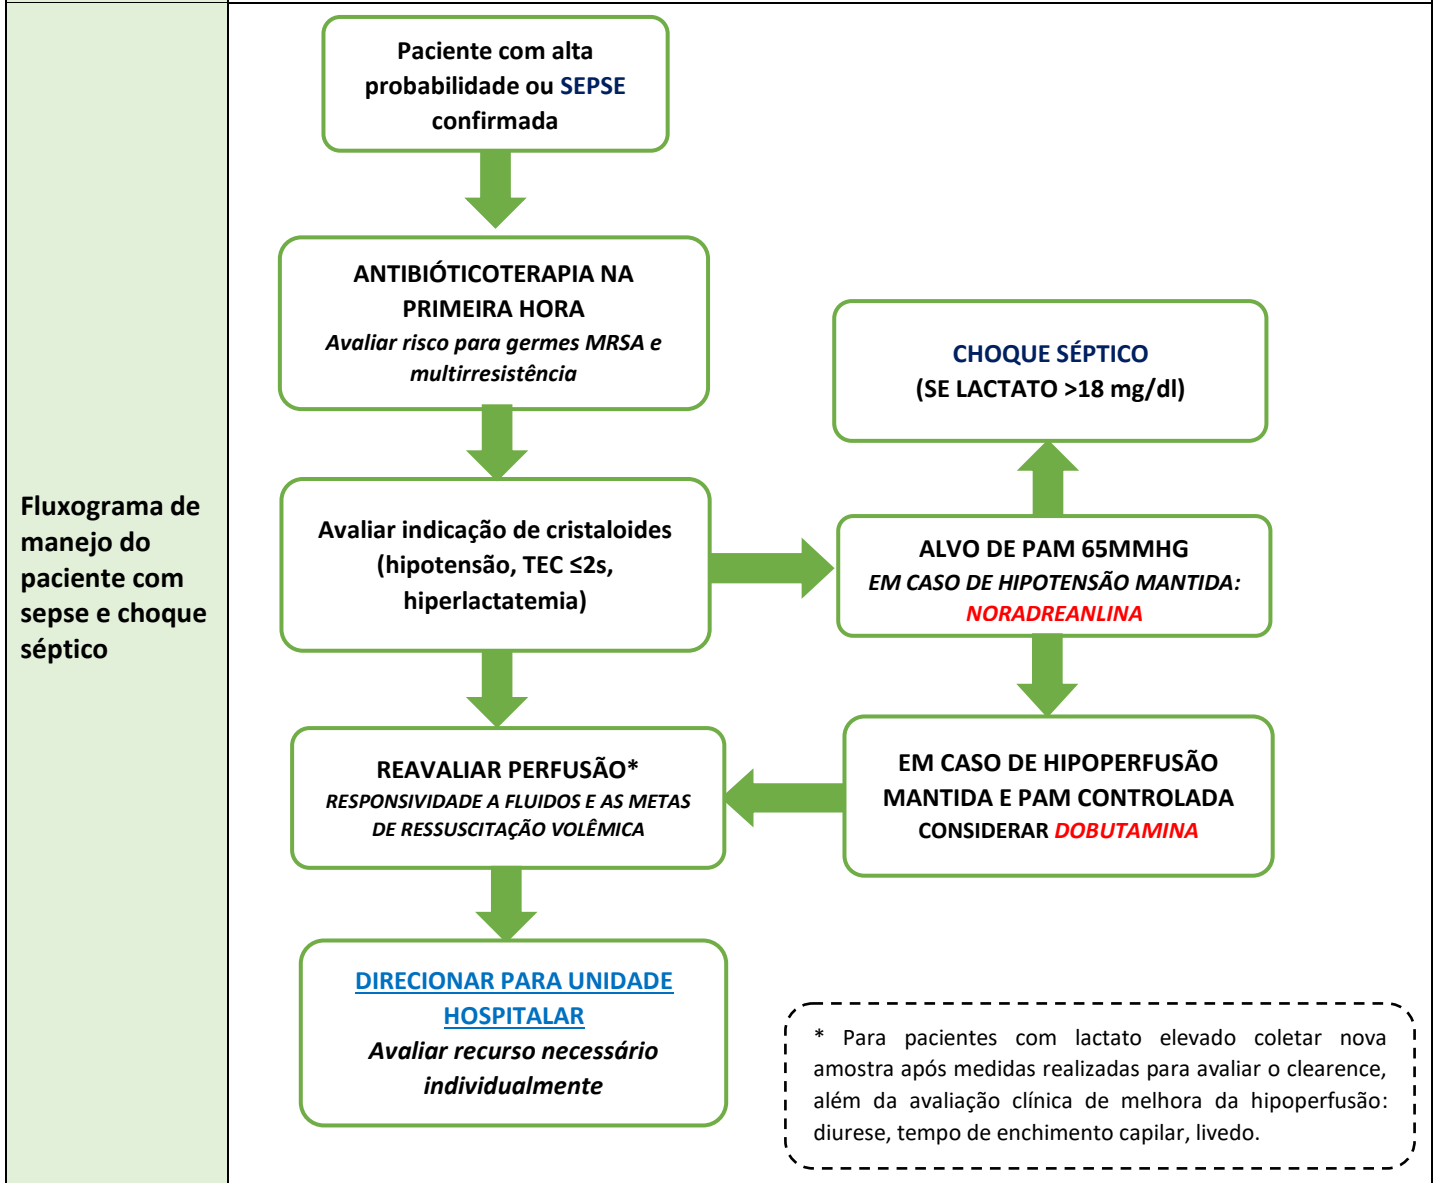 Fluxograma de
manejo do
paciente com
sepse e choque
séptico
Paciente com alta
probabilidade ou SEPSE
confirmada
ANTIBIÓTICOTERAPIA NA
PRIMEIRA HORA
Avaliar risco para germes MRSA e
multirresistência
Avaliar indicação de cristaloides
(hipotensão, TEC ≤2s,
hiperlactatemia)
CHOQUE SÉPTICO
(SE LACTATO >18 mg/dl)
ALVO DE PAM 65MMHG
EM CASO DE HIPOTENSÃO MANTIDA:
NORADREANLINA
EM CASO DE HIPOPERFUSÃO
MANTIDA E PAM CONTROLADA
CONSIDERAR DOBUTAMINA
REAVALIAR PERFUSÃO*
RESPONSIVIDADE A FLUIDOS E AS METAS
DE RESSUSCITAÇÃO VOLÊMICA
DIRECIONAR PARA UNIDADE
HOSPITALAR
Avaliar recurso necessário
individualmente
* Para pacientes com lactato elevado coletar nova
amostra após medidas realizadas para avaliar o clearence,
além da avaliação clínica de melhora da hipoperfusão:
diurese, tempo de enchimento capilar, livedo.